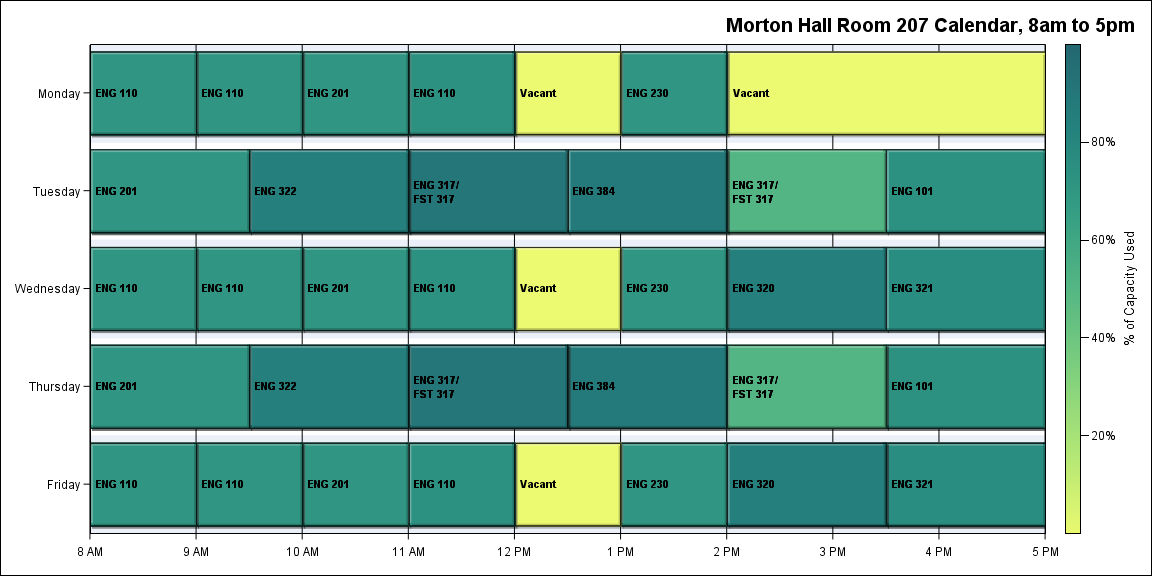 Morton Hall Room 207 Calendar, 8am to 5pm
Monday
ENG 110
ENG 110
ENG 201
ENG 110
Vacant
ENG 230
Vacant
Tuesday
ENG 201
ENG 322
ENG 317/
FST 317
ENG 384
ENG 317/
FST 317
ENG 101
Wednesday
ENG 110
ENG 110
ENG 201
ENG 110
Vacant
ENG 230
ENG 320
ENG 321
Thursday
ENG 201
ENG 322
ENG 317/
FST 317
ENG 384
ENG 317/
FST 317
ENG 101
Friday
ENG 110
ENG 110
ENG 201
ENG 110
Vacant
ENG 230
ENG 320
ENG 321
8 AM
9 AM
10 AM
11 AM
12 PM
1 PM
2 PM
3 PM
4 PM
5 PM
80%
60%
40%
20%
% of Capacity Used